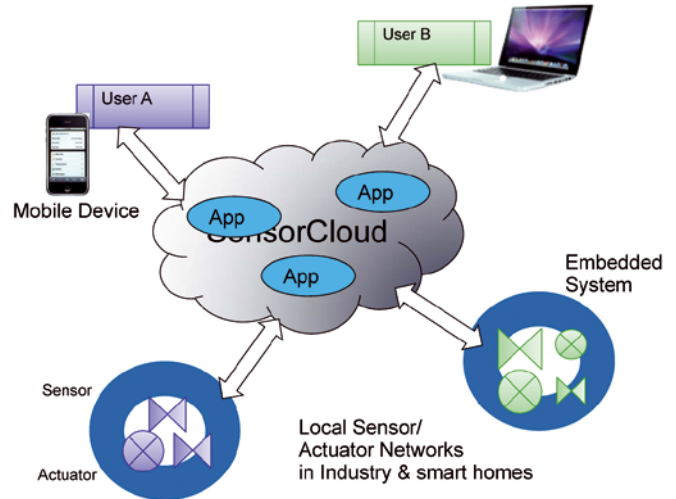 User B
User A
App
Mobile Device
App
SensorCloud
App
Embedded
System
Sensor
Local Sensor/
Actuator Networks
in Industry & smart homes
Actuator